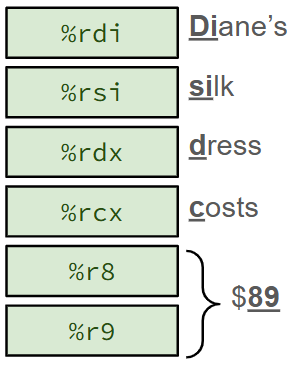 %rdi Diane's
%rsi silk
%rdx dress
%rcx costs
%r8
$89
%r9